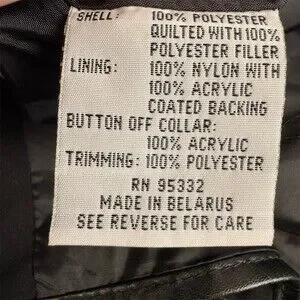 SHELL: 100% POLYESTER
QUILTED WITH 100%
POLYESTER FILLER
LINING: 100% NYLON WITH
100% ACRYLIC
COATED BACKING
BUTTON OFF COLLAR:
100% ACRYLIC
TRIMMING: 100% POLYESTER
RN 95332
MADE IN BELARUS
SEE REVERSE FOR CARE